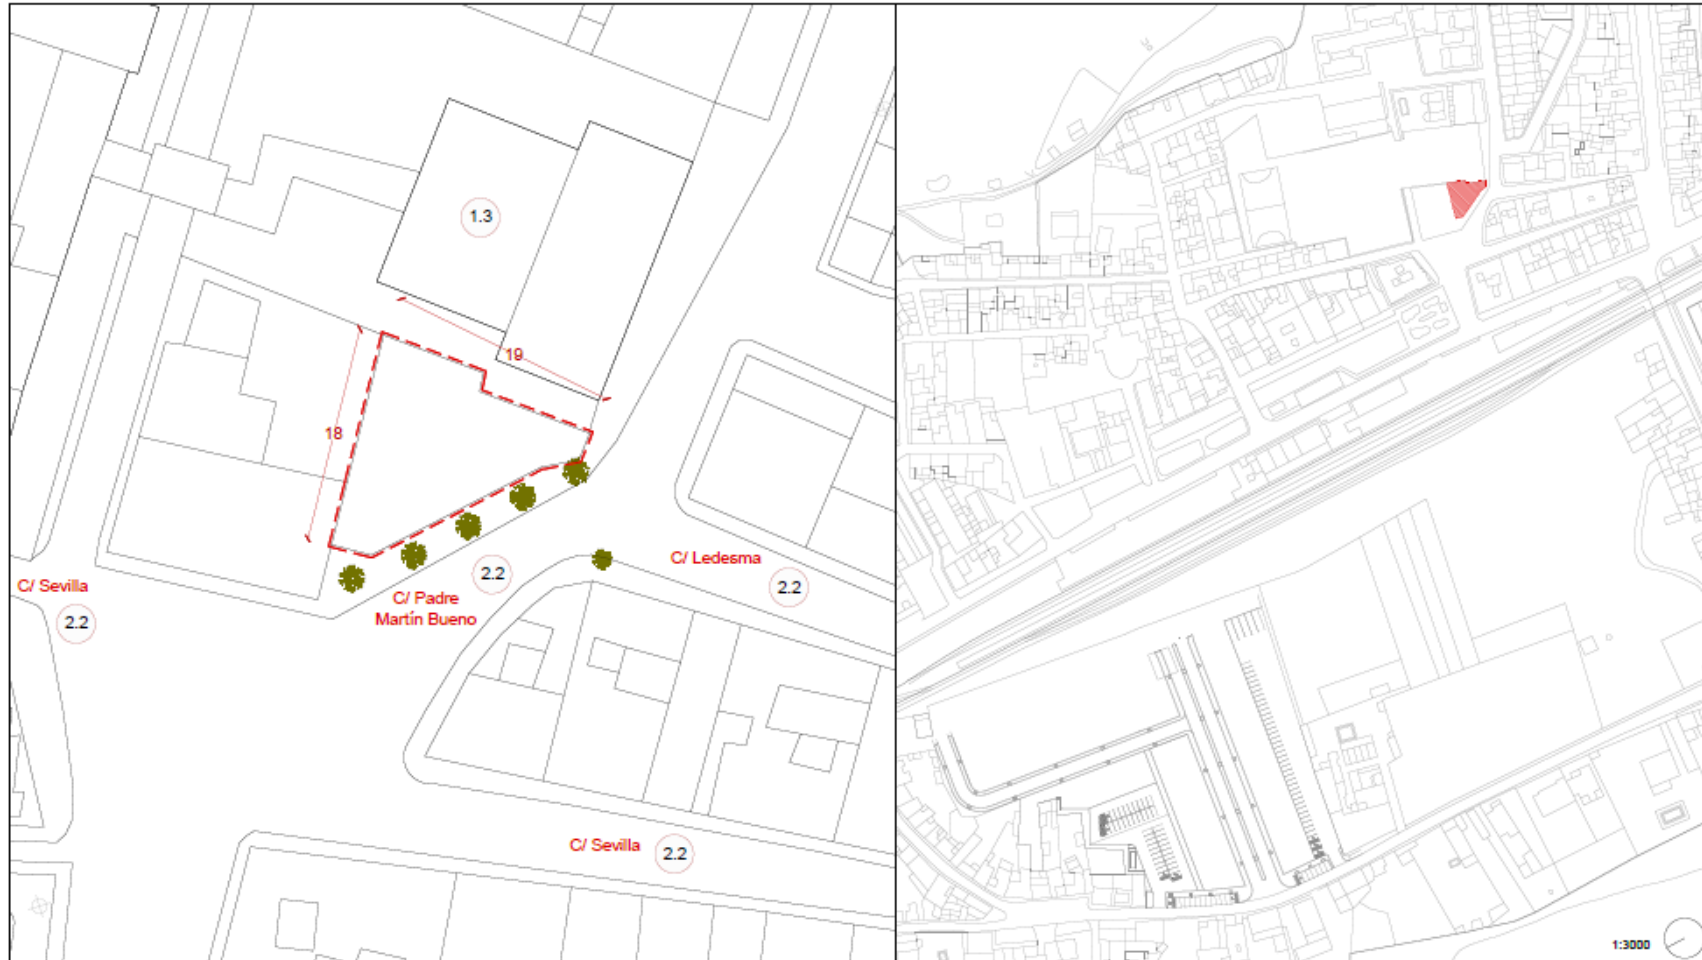 1.3
19
18
C/ Ledesma
2.2
2.2
C/ Sevilla
2.2
C/ Padre
Martín Bueno
C/ Sevilla
2.2
1:3000